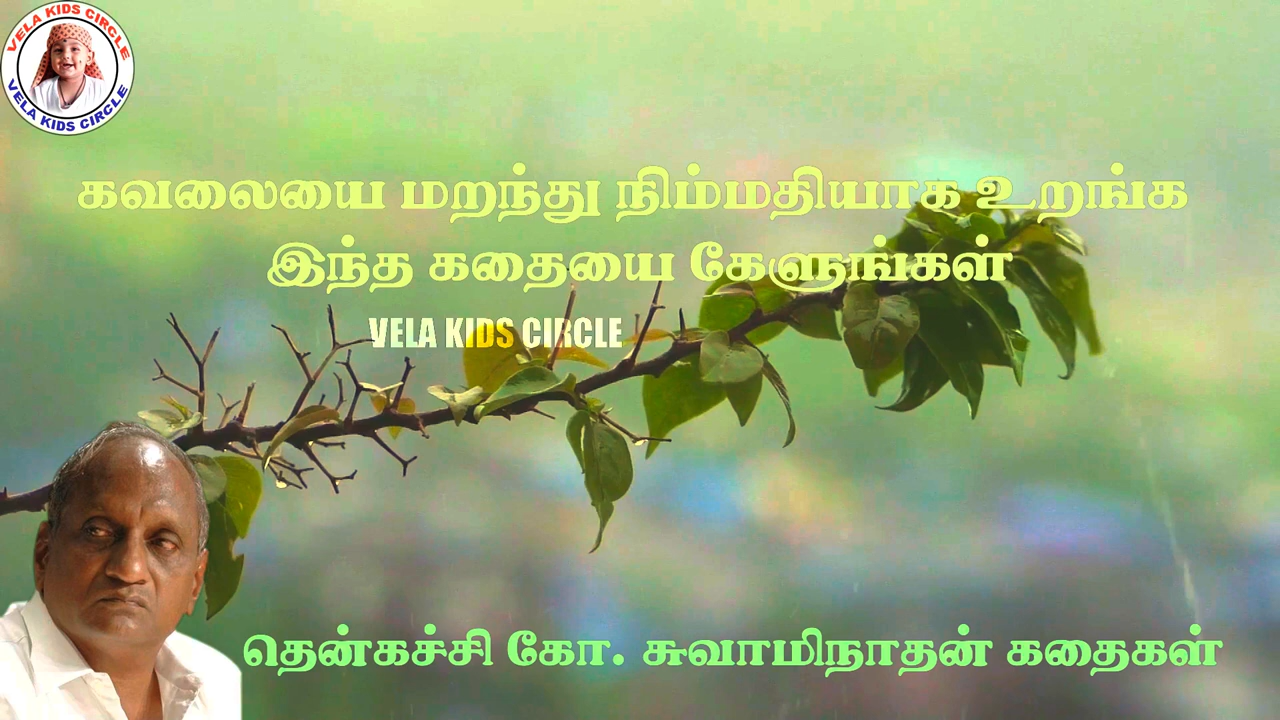 VELA KIDS CIRCLE
VELA KIDS CIRCLE
கவலையை மறந்து நிம்மதியாக உறங்க
இந்த கதையை கேளுங்கள்
VELA KIDS CIRCLE
தென்கச்சி கோ. சுவாமிநாதன் கதைகள்